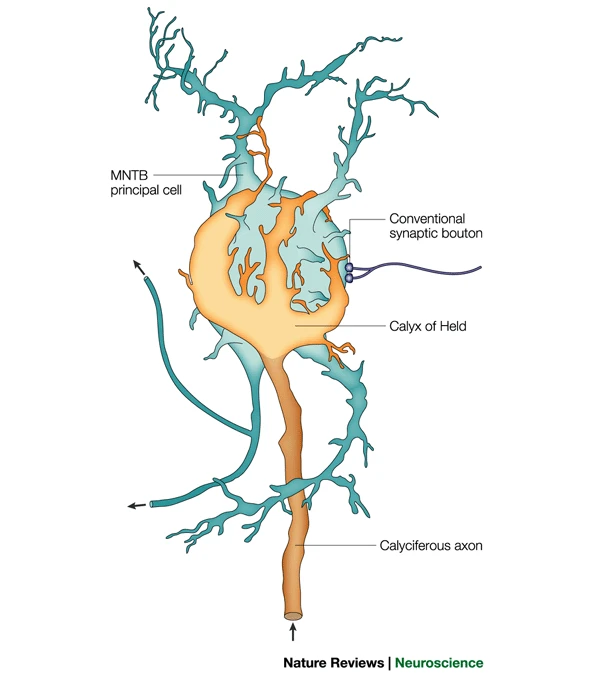 MNTB
principal cell
Conventional
synaptic bouton
Calyx of Held
Calyciferous axon
Nature Reviews | Neuroscience